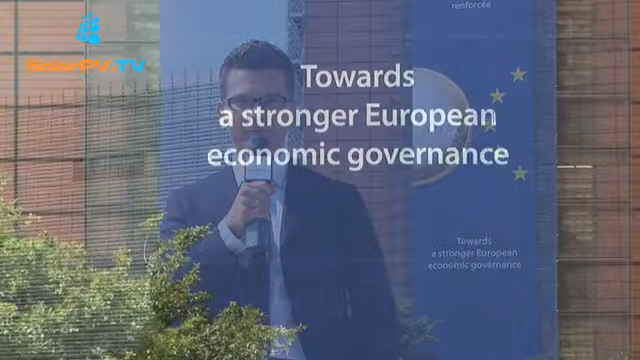 renforcée
SolarPV.TV
Towards
a stronger European
economic governance
Towards
a stronger European
economic governance